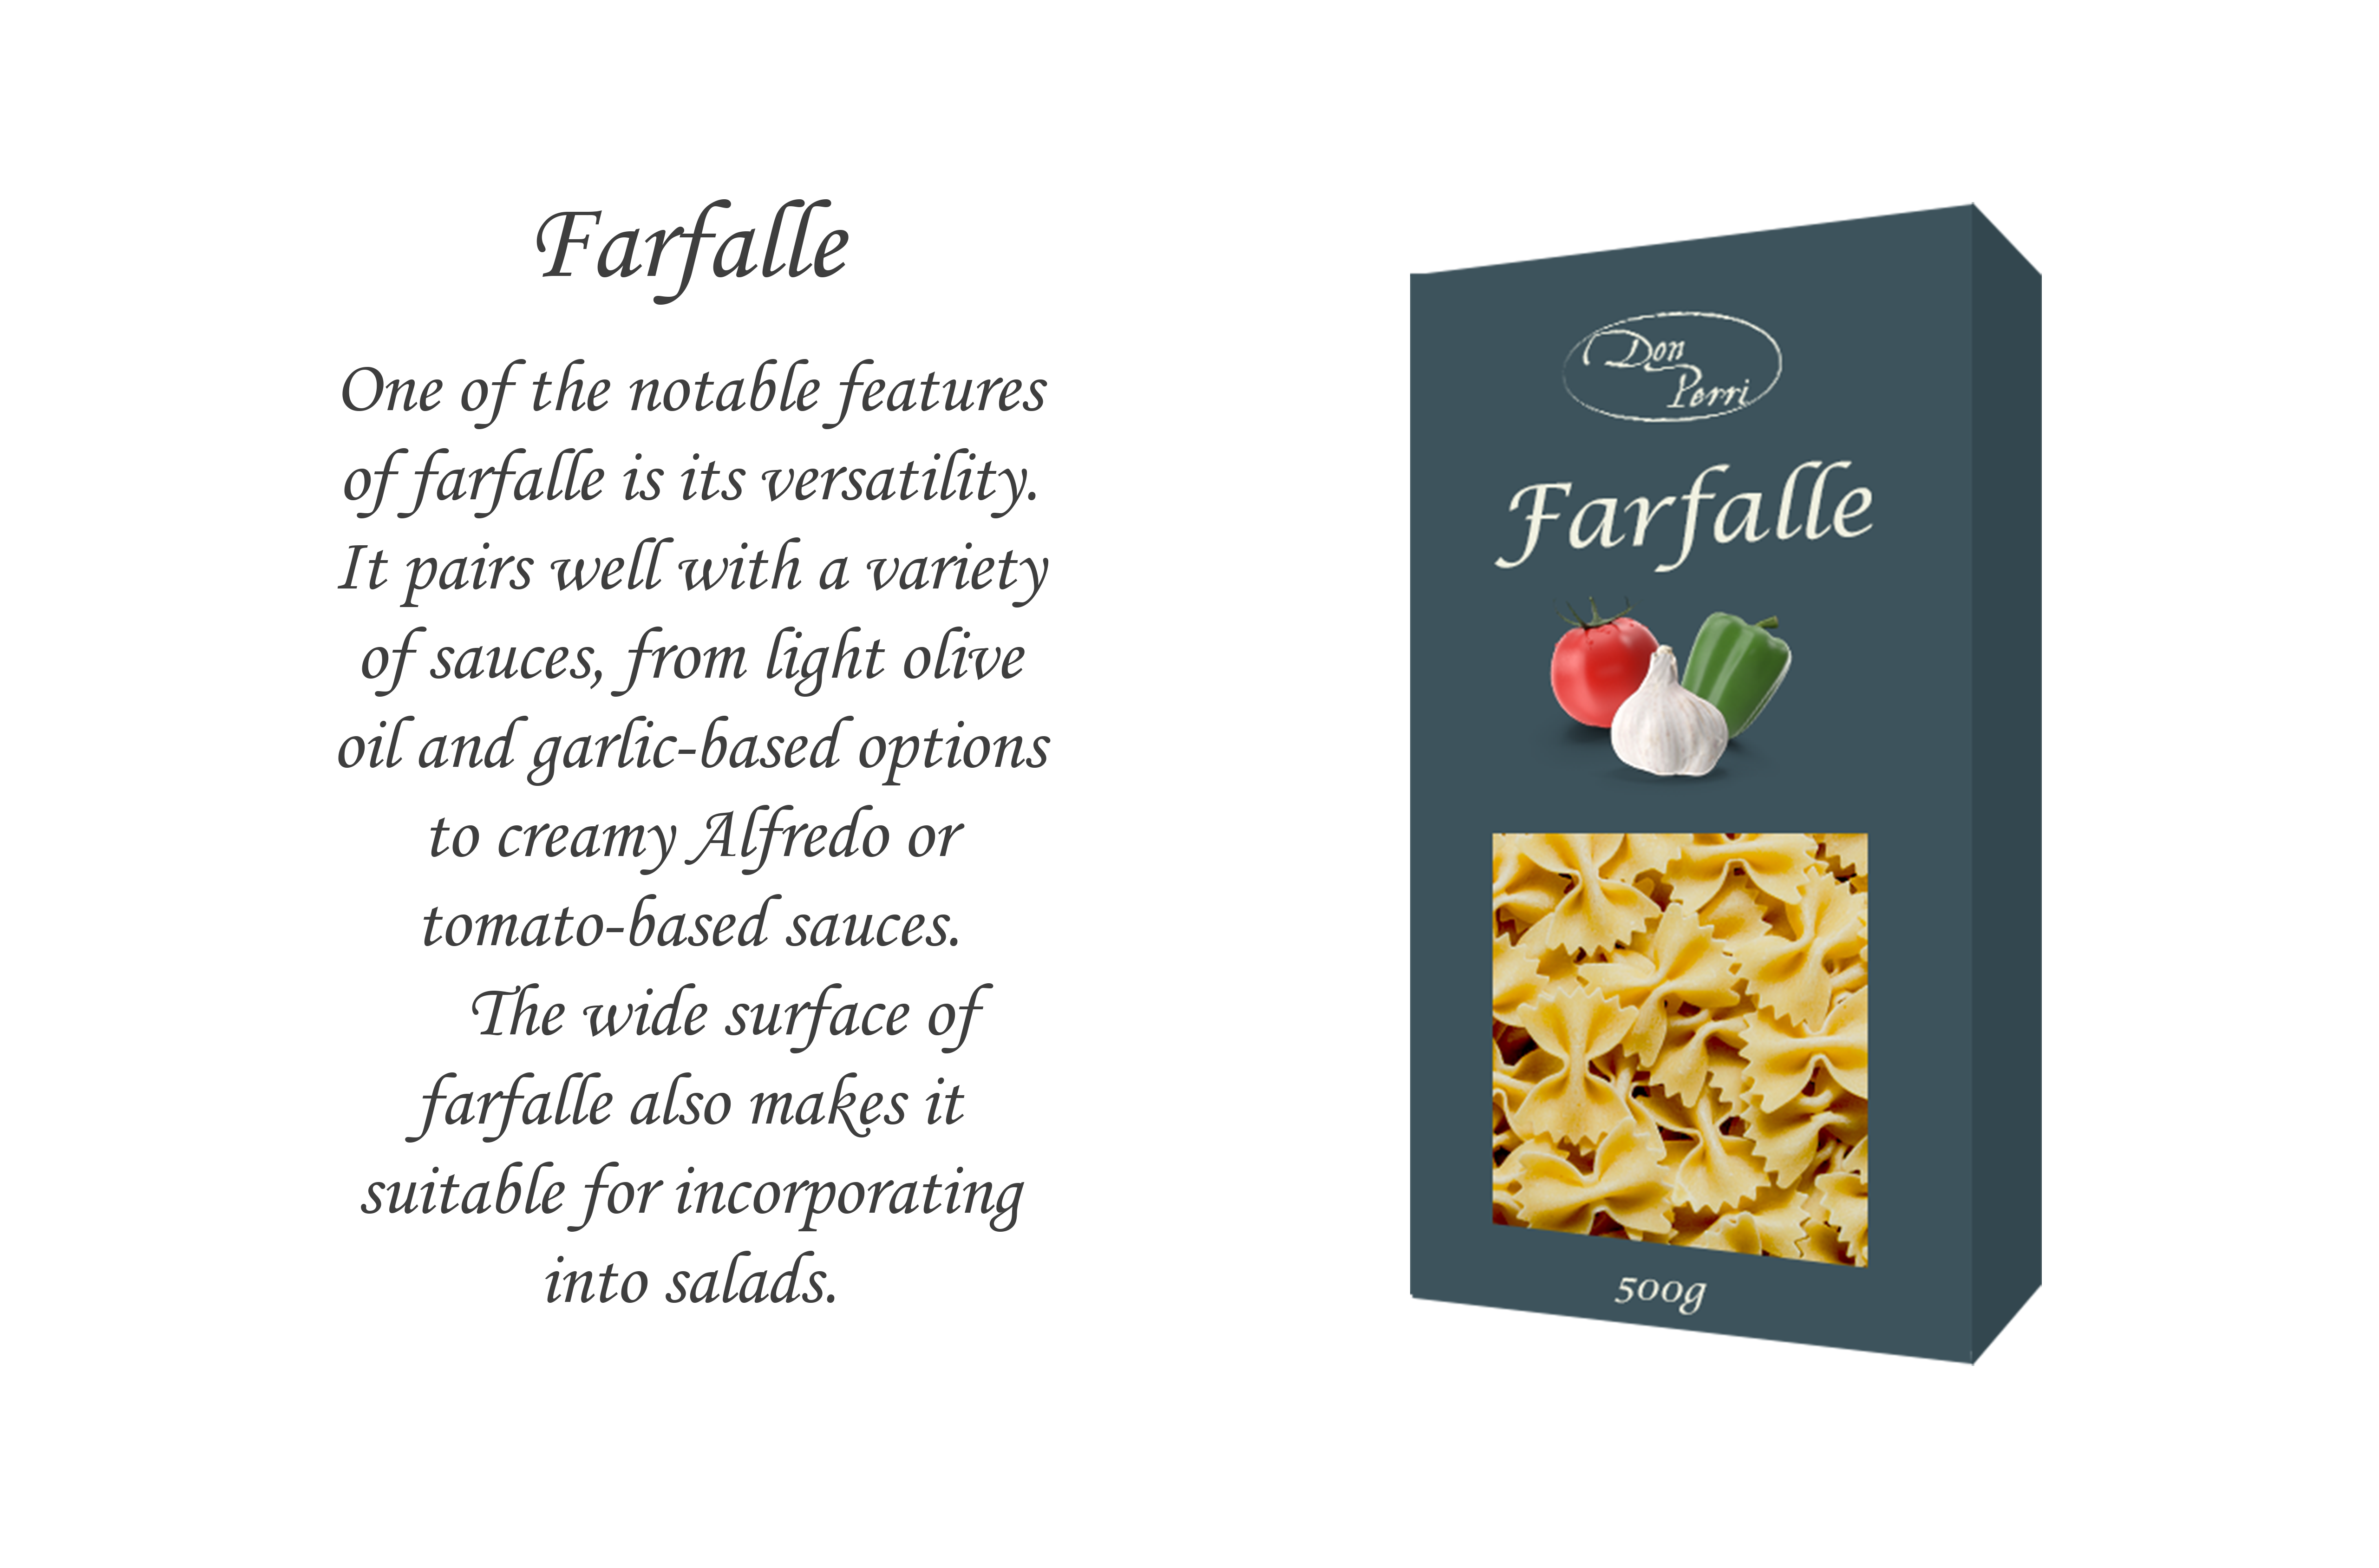 Farfalle
One of the notable features
of farfalle is its versatility.
It pairs well with a variety
of sauces, from light olive
oil and garlic-based options
to creamy Alfredo or
tomato-based sauces.
The wide surface of
farfalle also makes it
suitable for incorporating
into salads.
Don
Perri
Farfalle
500g